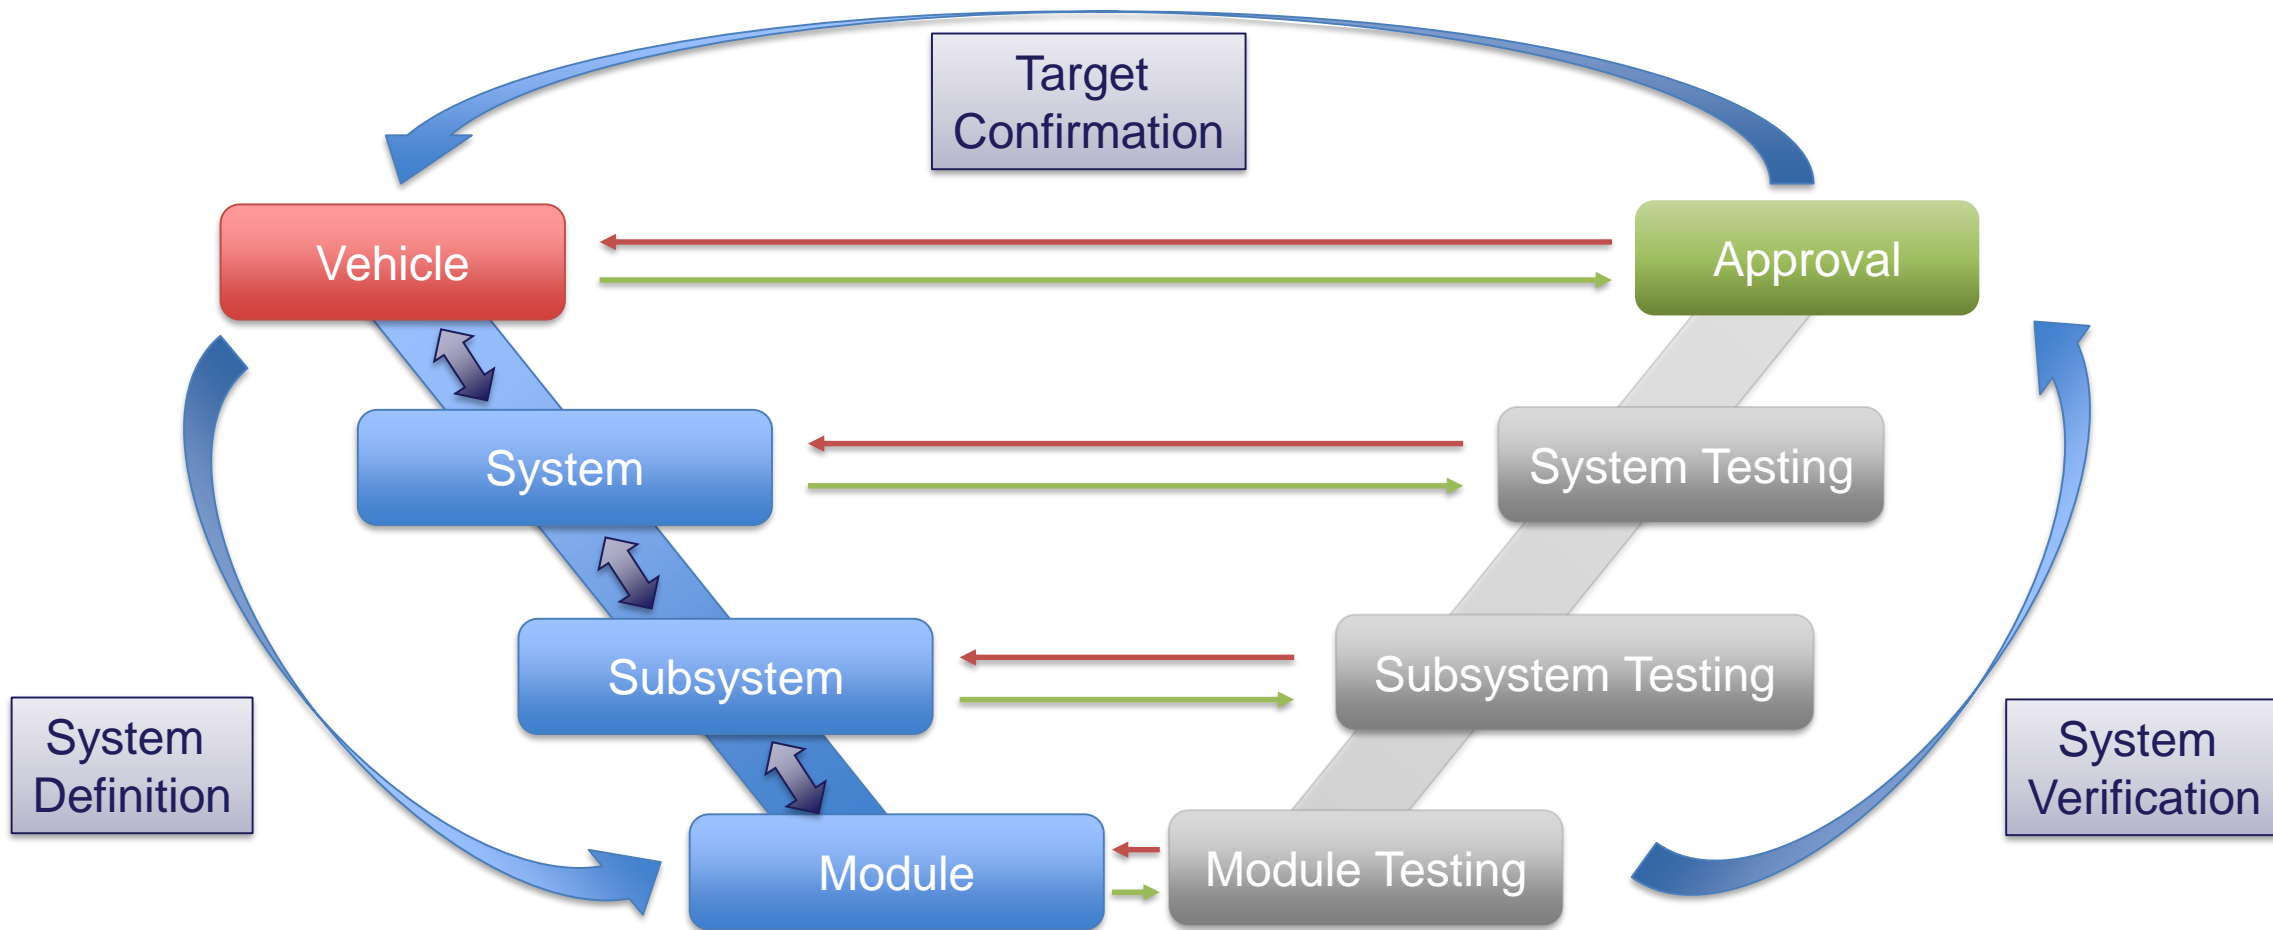 Target
Confirmation
Vehicle
Approval
System
System Testing
Subsystem
Subsystem Testing
System
Definition
System
Verification
Module
Module Testing